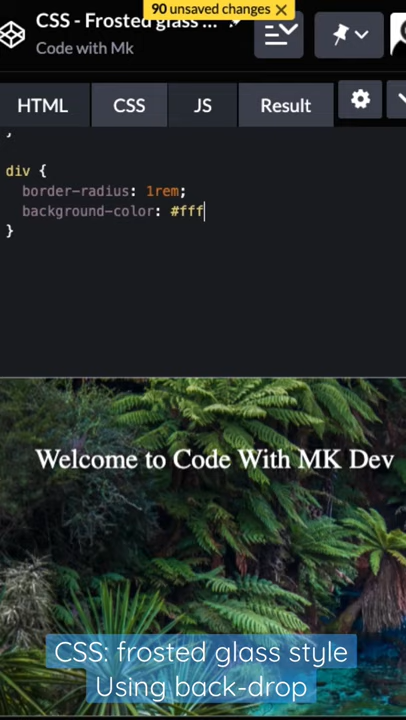 90 unsaved changes ×
CSS - Frosted glass ...
Code with Mk
HTML CSS JS Result
}
div {
border-radius: 1rem;
background-color: #fff
}
Welcome to Code With MK Dev
CSS: frosted glass style
Using back-drop